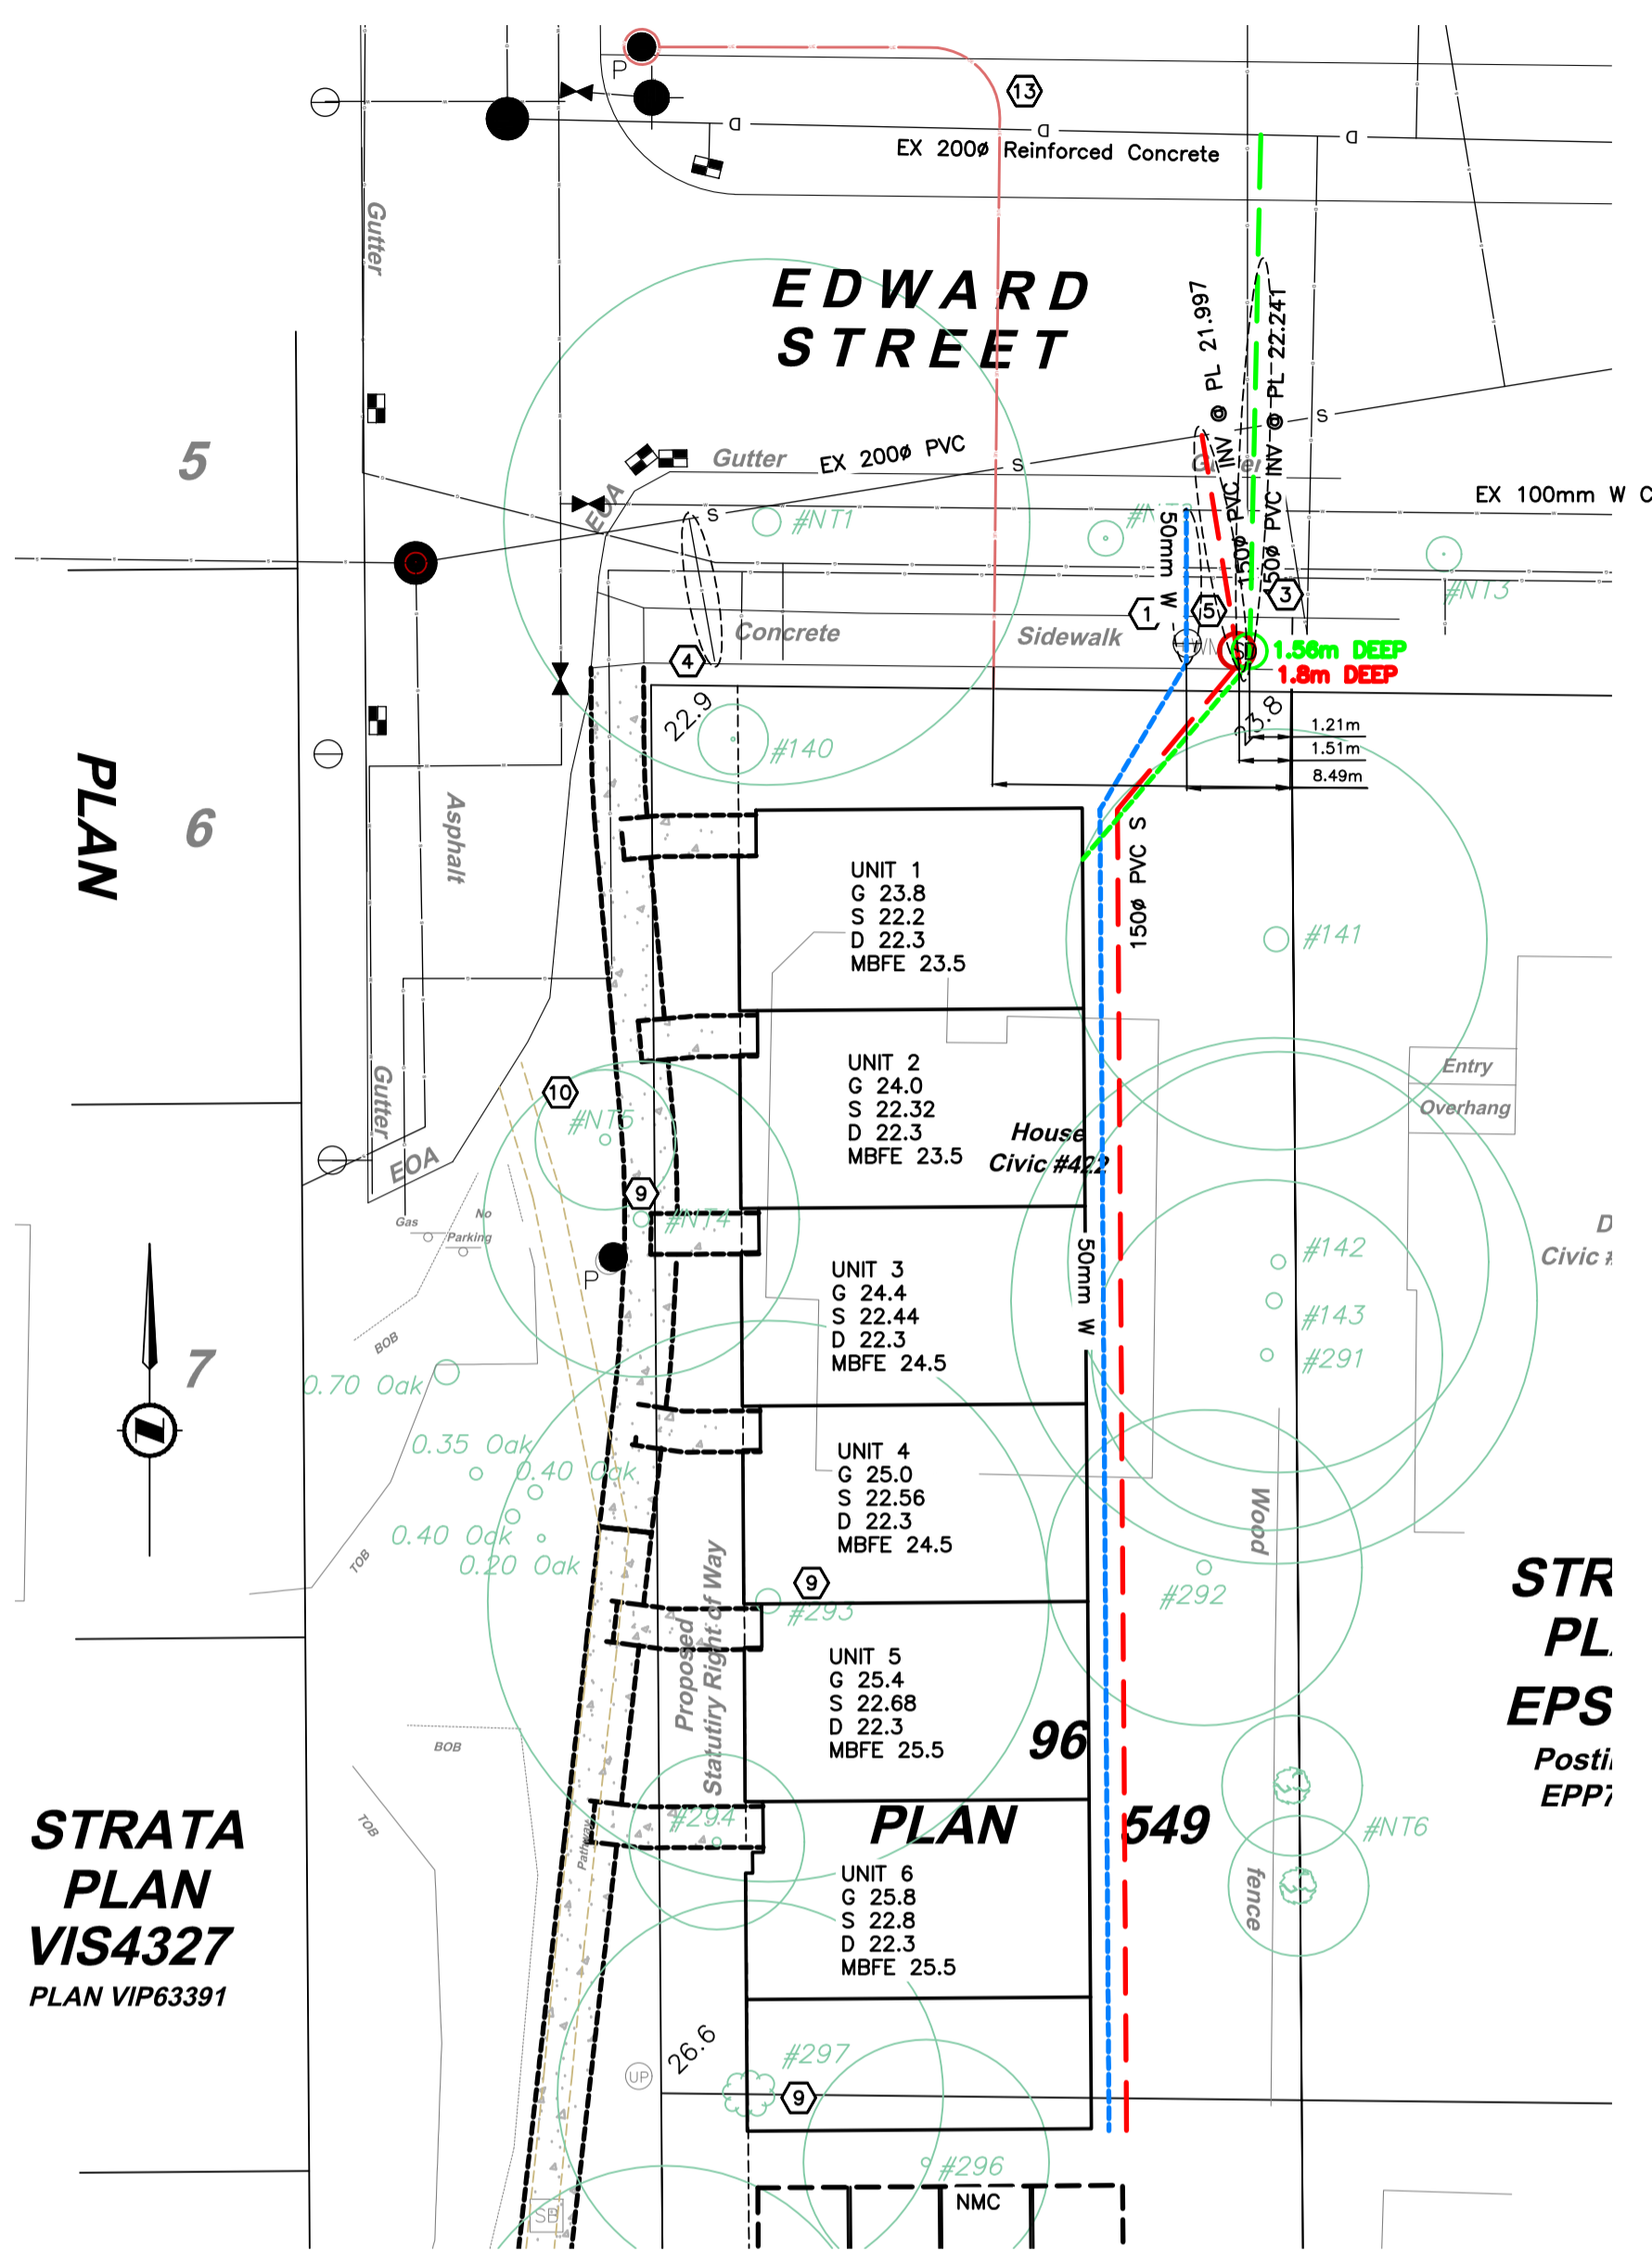 P
13
D
D
D
EX 200ø Reinforced Concrete
Gutter
EDWARD
STREET
INV @ PL 21.997
150ø PVC
150ø PVC INV @ PL 22.241
S
5
Gutter
EX 200ø PVC
S
EX 100mm W C
EOA
S
#NT1
50mm W
#NT3
1
5
3
Concrete
Sidewalk
4
WM
SD
1.56m DEEP
1.8m DEEP
22.9
1.21m
1.51m
8.49m
#140
PLAN
6
Asphalt
150ø PVC S
UNIT 1
G 23.8
S 22.2
D 22.3
MBFE 23.5
#141
Gutter
EOA
10
#NT5
UNIT 2
G 24.0
S 22.32
D 22.3
MBFE 23.5
House
Civic #422
Entry
Overhang
9
#NT4
Gas
No
Parking
P
50mm W
UNIT 3
G 24.4
S 22.44
D 22.3
MBFE 24.5
#142
#143
#291
D
Civic #
7
BOB
0.70 Oak
0.35 Oak
0.40 Oak
0.40 Oak
0.20 Oak
TOB
UNIT 4
G 25.0
S 22.56
D 22.3
MBFE 24.5
9
#293
#292
Wood
Proposed
Statutiry Right of Way
UNIT 5
G 25.4
S 22.68
D 22.3
MBFE 25.5
96
STR
PL
EPS
EPP7
BOB
TOB
Pathway
#294
PLAN 549
#NT6
STRATA
PLAN
VIS4327
PLAN VIP63391
UNIT 6
G 25.8
S 22.8
D 22.3
MBFE 25.5
fence
26.6
UP
#297
9
#296
SB
NMC